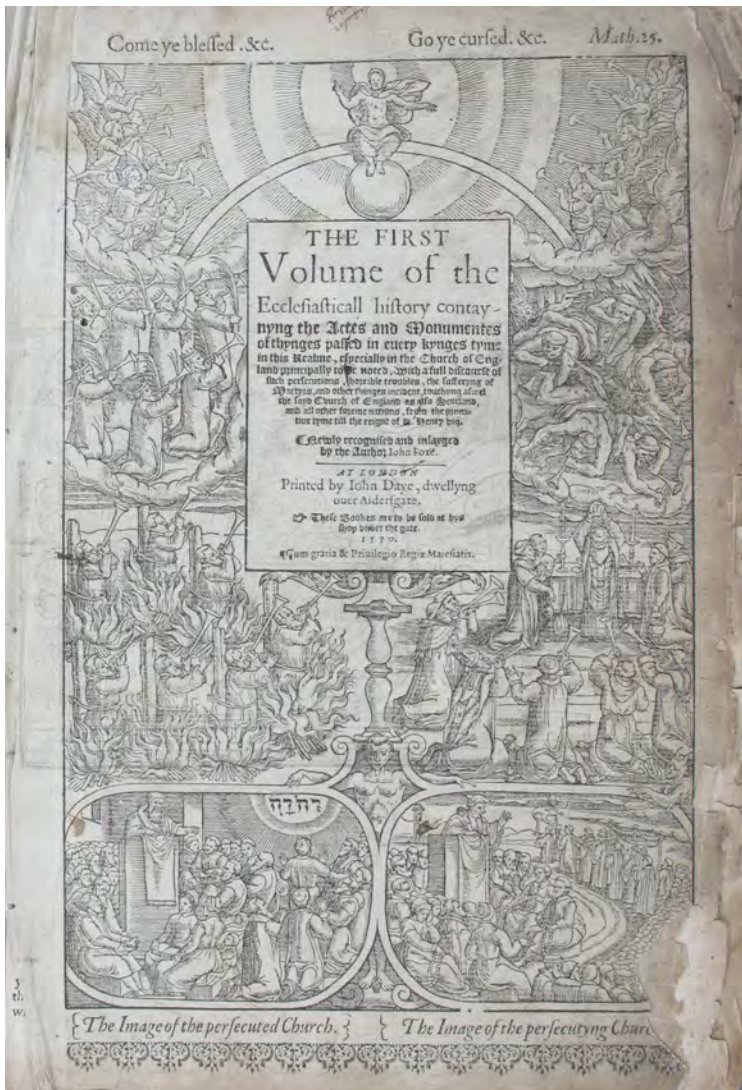 Come ye blessed .&c. Go ye cursed. &c. Math.25.
THE FIRST
Volume of the
Ecclesiasticall history contay-
nyng the Actes and Monumentes
of thynges passed in euery kynges tyme
in this Realme, especially in the Church of Eng-
land principally to be noted, with a full discourse of
such persecutions, horrible troubles, the sufferyng of
Martyrs, and other thinges incident, touching aswel
the sayd Church of England as also Scotland,
and all other foreine nations, from the primi-
tiue tyme till the reigne of K. Henry viij.
Newly recognised and inlarged
by the Author Iohn Foxe.
AT LONDON
Printed by Iohn Daye, dwellyng
ouer Aldersgate.
These Bookes are to be sold at hys
shop vnder the gate.
1570.
¶Cum gratia & Priuilegio Regiæ Maiestatis.
יהוה
{ The Image of the persecuted Church. } { The Image of the persecutyng Churc